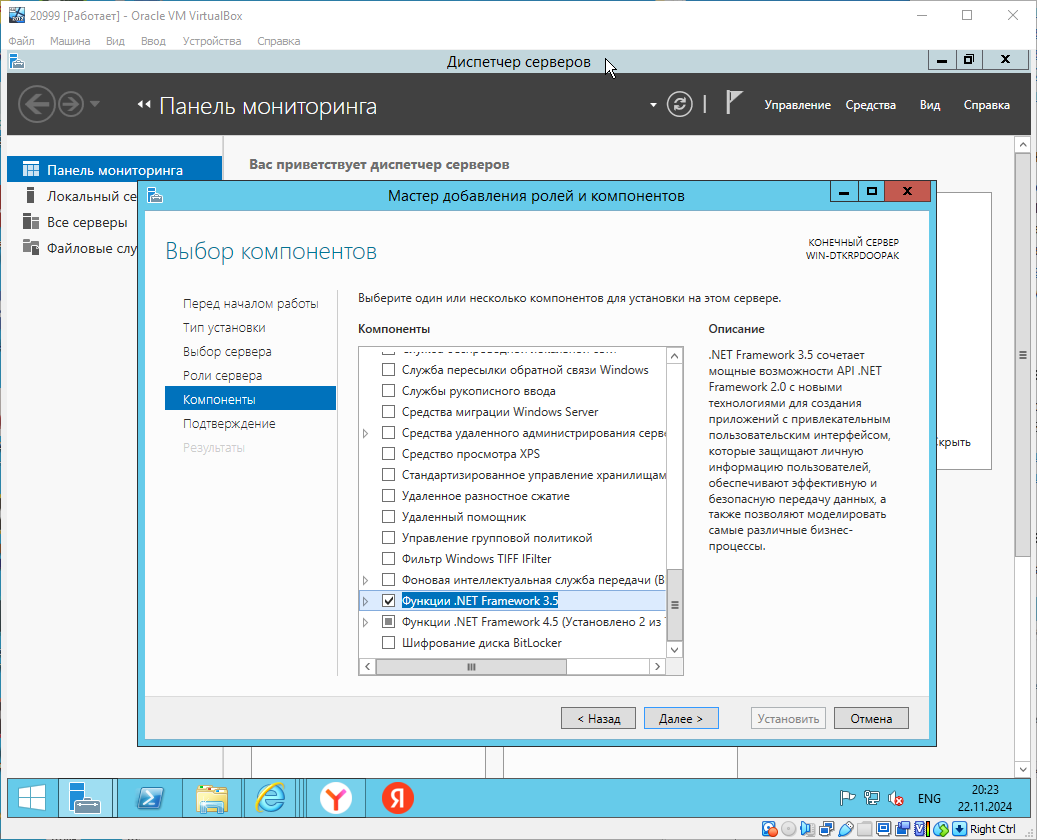 20999 [Работает] - Oracle VM VirtualBox
Файл Машина Вид Ввод Устройства Справка
Диспетчер серверов
Панель мониторинга
Управление Средства Вид Справка
Панель мониторинга
Локальный се
Все серверы
Файловые слу
Вас приветствует диспетчер серверов
Мастер добавления ролей и компонентов
Выбор компонентов
КОНЕЧНЫЙ СЕРВЕР
WIN-DTKRPDOOPAK
Перед началом работы
Тип установки
Выбор сервера
Роли сервера
Компоненты
Подтверждение
Результаты
Выберите один или несколько компонентов для установки на этом сервере.
Компоненты
Служба пересылки обратной связи Windows
Службы рукописного ввода
Средства миграции Windows Server
Средства удаленного администрирования серве
Средство просмотра XPS
Стандартизированное управление хранилищам
Удаленное разностное сжатие
Удаленный помощник
Управление групповой политикой
Фильтр Windows TIFF IFilter
Фоновая интеллектуальная служба передачи (B
Функции .NET Framework 3.5
Функции .NET Framework 4.5 (Установлено 2 из
Шифрование диска BitLocker
Описание
.NET Framework 3.5 сочетает
мощные возможности API .NET
Framework 2.0 с новыми
технологиями для создания
приложений с привлекательным
пользовательским интерфейсом,
которые защищают личную
информацию пользователей,
обеспечивают эффективную и
безопасную передачу данных, а
также позволяют моделировать
самые различные бизнес-
процессы.
крыть
< Назад
Далее >
Установить
Отмена
ENG
20:23
22.11.2024
Right Ctrl